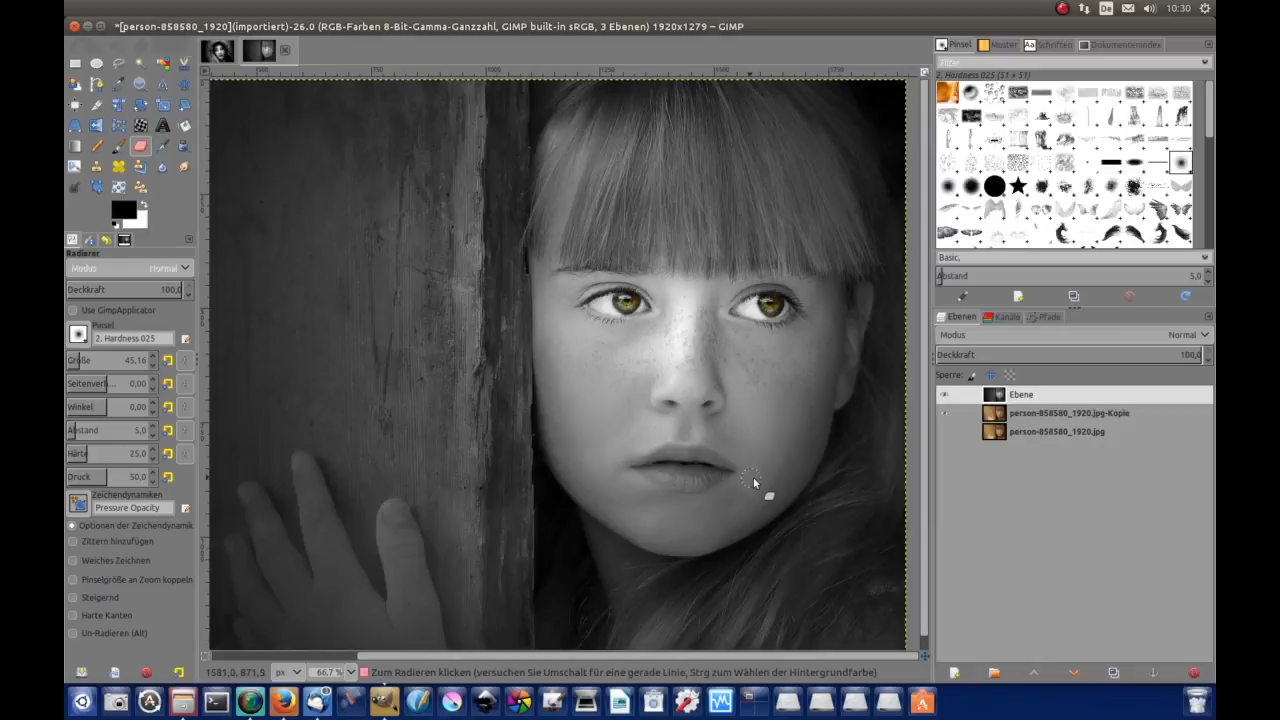 De 10:30
*[person-858580_1920](importiert)-26.0 (RGB-Farben 8-Bit-Gamma-Ganzzahl, GIMP built-in sRGB, 3 Ebenen) 1920x1279 – GIMP
Pinsel Muster Aa Schriften Dokumentenindex
Filter
2. Hardness 025 (51 × 51)
Basic,
Abstand 5,0
Ebenen Kanäle Pfade
Modus Normal
Deckkraft 100,0
Sperre:
Ebene
person-858580_1920.jpg-Kopie
person-858580_1920.jpg
Radierer
Modus Normal
Deckkraft 100,0
Use GimpApplicator
Pinsel
2. Hardness 025
Größe 45,16
Seitenverh… 0,00
Winkel 0,00
Abstand 5,0
Härte 25,0
Druck 50,0
Zeichendynamiken
Pressure Opacity
Optionen der Zeichendynamik
Zittern hinzufügen
Weiches Zeichnen
Pinselgröße an Zoom koppeln
Steigernd
Harte Kanten
Un-Radieren (Alt)
1581,0, 871,5 px 66,7 % Zum Radieren klicken (versuchen Sie Umschalt für eine gerade Linie, Strg zum Wählen der Hintergrundfarbe)